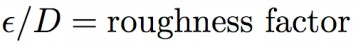 ϵ/D = roughness factor